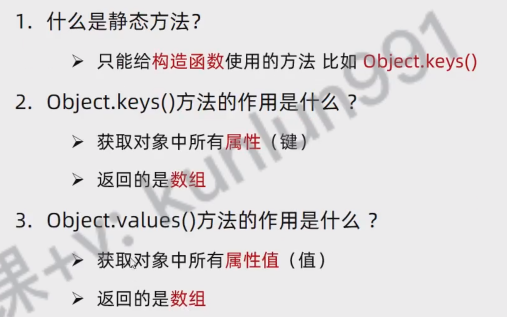 1. 什么是静态方法？
➢ 只能给构造函数使用的方法 比如 Object.keys()
2. Object.keys()方法的作用是什么 ？
➢ 获取对象中所有属性（键）
➢ 返回的是数组
3. Object.values()方法的作用是什么 ？
➢ 获取对象中所有属性值（值）
➢ 返回的是数组
课+v: kunlun991